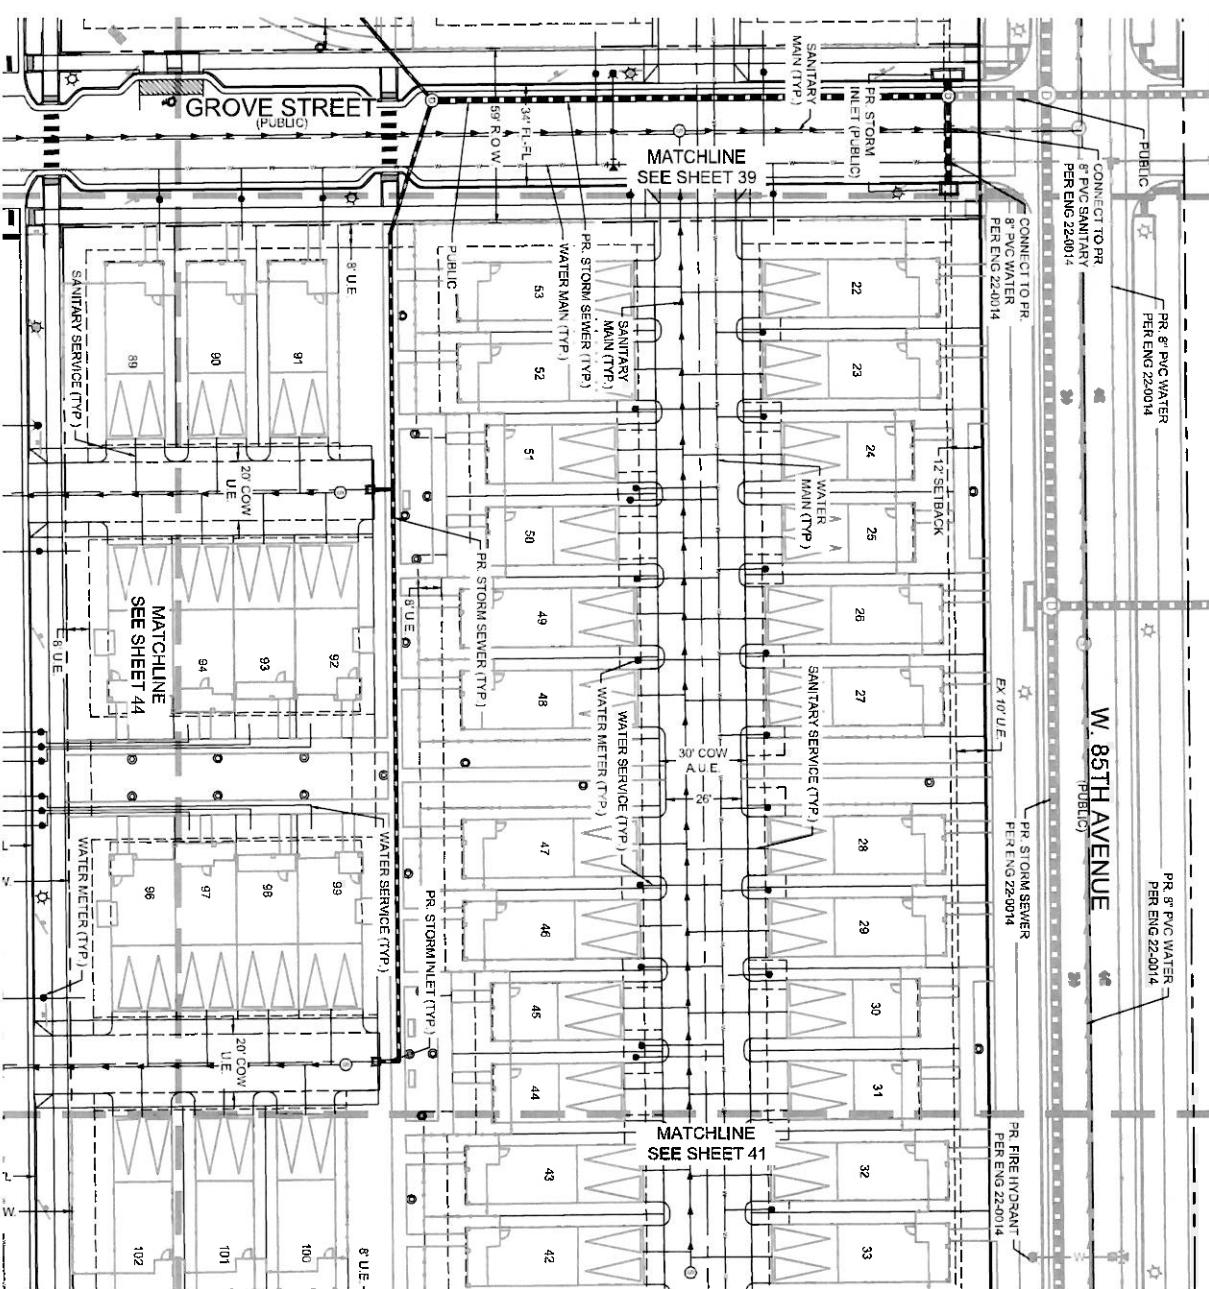 GROVE STREET
(PUBLIC)
34' FL-FL
59' R O W
SANITARY
MAIN (TYP.)
PR. STORM
INLET (PUBLIC)
MATCHLINE
SEE SHEET 39
PUBLIC
CONNECT TO PR.
8" PVC SANITARY
PER ENG 22-0014
CONNECT TO PR.
8" PVC WATER
PER ENG 22-0014
PR. 8" PVC WATER
PER ENG 22-0014
8' U.E
SANITARY SERVICE (TYP.)
PUBLIC
WATER MAIN (TYP.)
PR. STORM SEWER (TYP.)
SANITARY
MAIN (TYP.)
53
52
51
50
49
48
47
46
45
44
43
42
22
23
24
25
26
27
28
29
30
31
32
33
89
90
91
20' COW
U.E.
WATER
MAIN (TYP.)
12' SETBACK
MATCHLINE
SEE SHEET 44
94
93
92
8' U.E
8' U E
PR. STORM SEWER (TYP.)
WATER METER (TYP.)
WATER SERVICE (TYP.)
SANITARY SERVICE (TYP.)
30' COW
A.U.E.
26'
EX 10' U.E.
W. 85TH AVENUE
(PUBLIC)
PR. STORM SEWER
PER ENG 22-0014
PR. 8" PVC WATER
PER ENG 22-0014
WATER METER (TYP.)
96
97
98
99
WATER SERVICE (TYP.)
PR. STORM INLET (TYP.)
20' COW
U.E.
MATCHLINE
SEE SHEET 41
PR. FIRE HYDRANT
PER ENG 22-0014
102
101
100
8' U.E.
W
W.
W
S
S
S
S
S
S
D
D
D
D